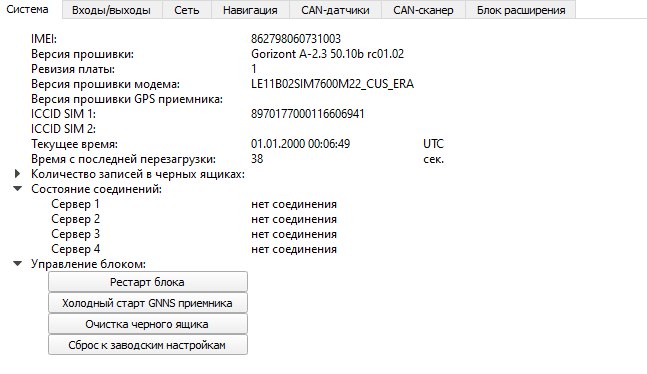 Система Входы/выходы Сеть Навигация CAN-датчики CAN-сканер Блок расширения
IMEI: 862798060731003
Версия прошивки: Gorizont A-2.3 50.10b rc01.02
Ревизия платы: 1
Версия прошивки модема: LE11B02SIM7600M22_CUS_ERA
Версия прошивки GPS приемника:
ICCID SIM 1: 8970177000116606941
ICCID SIM 2:
Текущее время: 01.01.2000 00:06:49 UTC
Время с последней перезагрузки: 38 сек.
Количество записей в черных ящиках:
Состояние соединений:
Сервер 1 нет соединения
Сервер 2 нет соединения
Сервер 3 нет соединения
Сервер 4 нет соединения
Управление блоком:
Рестарт блока
Холодный старт GNNS приемника
Очистка черного ящика
Сброс к заводским настройкам